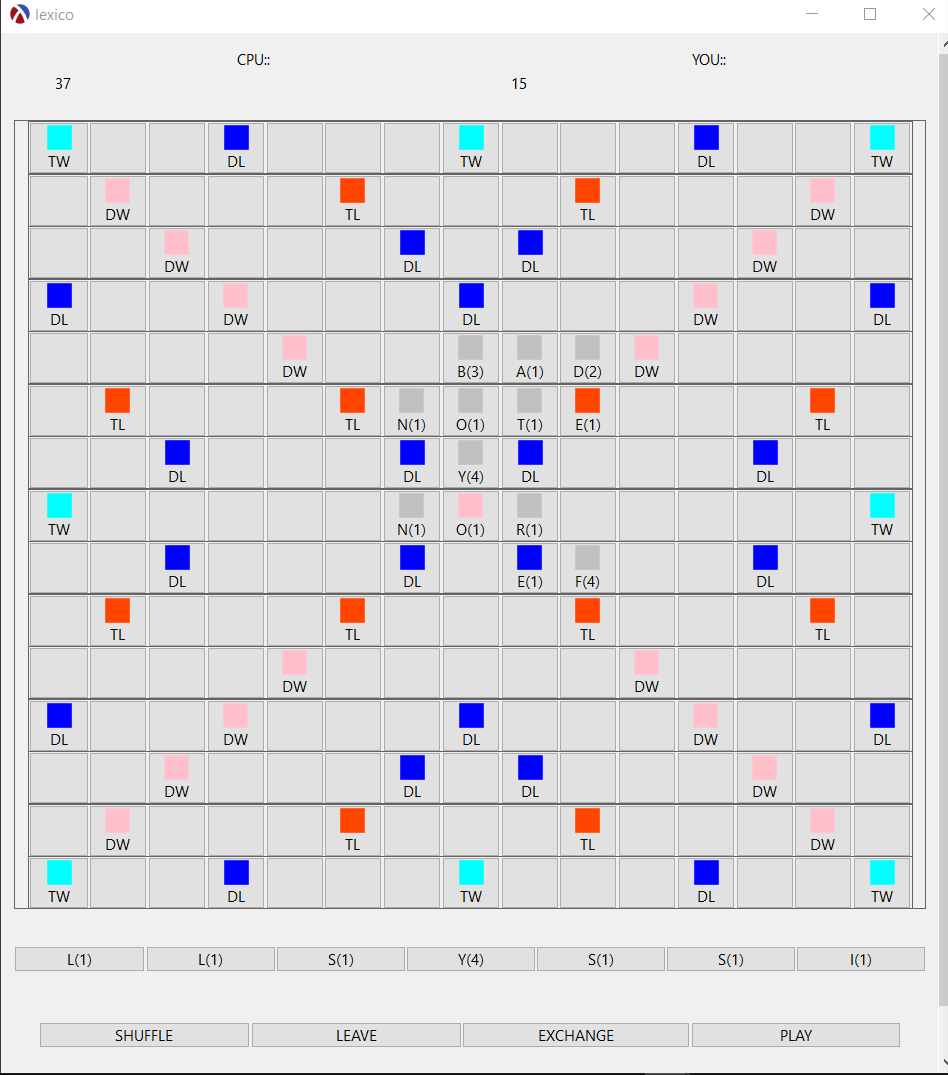 lexico
CPU:: YOU::
37 15
TW DL TW DL TW
DW TL TL DW
DW DL DL DW
DL DW DL DW DL
DW B(3) A(1) D(2) DW
TL TL N(1) O(1) T(1) E(1) TL
DL DL Y(4) DL DL
TW N(1) O(1) R(1) TW
DL DL E(1) F(4) DL
TL TL TL TL
DW DW
DL DW DL DW DL
DW DL DL DW
DW TL TL DW
TW DL TW DL TW
L(1) L(1) S(1) Y(4) S(1) S(1) I(1)
SHUFFLE LEAVE EXCHANGE PLAY